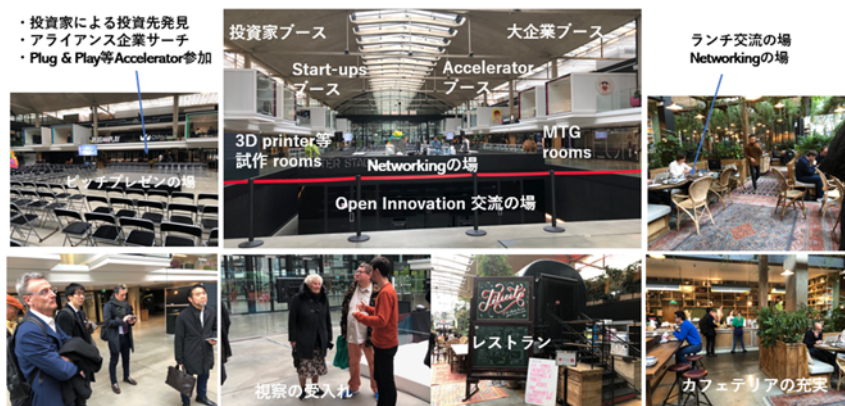 ・投資家による投資先発見
・アライアンス企業サーチ
・Plug & Play等Accelerator参加
投資家ブース
大企業ブース
Start-ups
ブース
Accelerator
ブース
3D printer等
試作 rooms
MTG
rooms
Networkingの場
Open Innovation 交流の場
ランチ交流の場
Networkingの場
ピッチプレゼンの場
視察の受入れ
レストラン
カフェテリアの充実